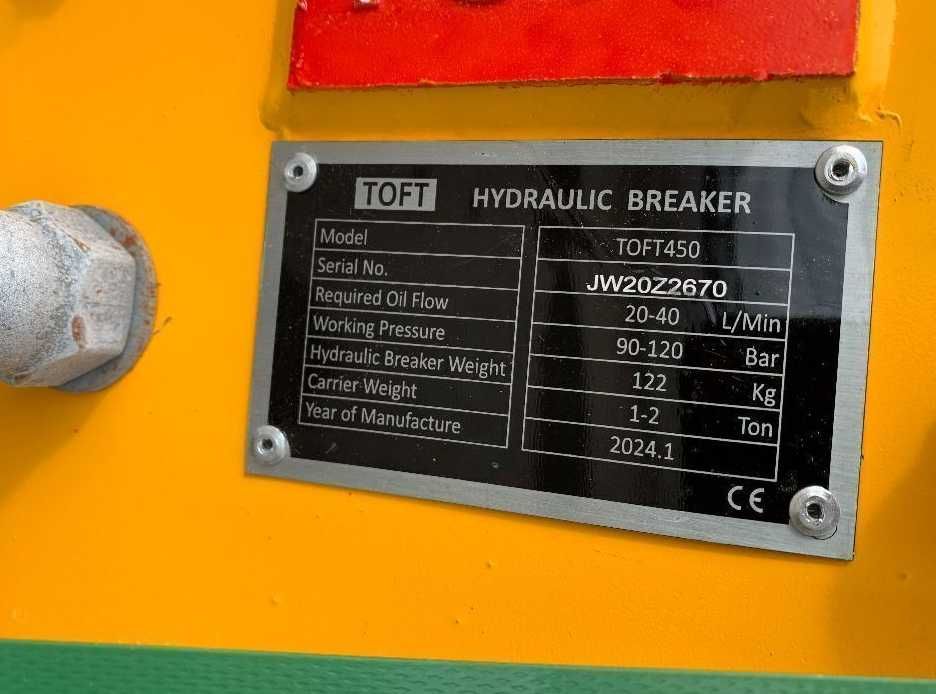 TOFT HYDRAULIC BREAKER
Model TOFT450
Serial No. JW20Z2670
Required Oil Flow 20-40 L/Min
Working Pressure 90-120 Bar
Hydraulic Breaker Weight 122 Kg
Carrier Weight 1-2 Ton
Year of Manufacture 2024.1
CE